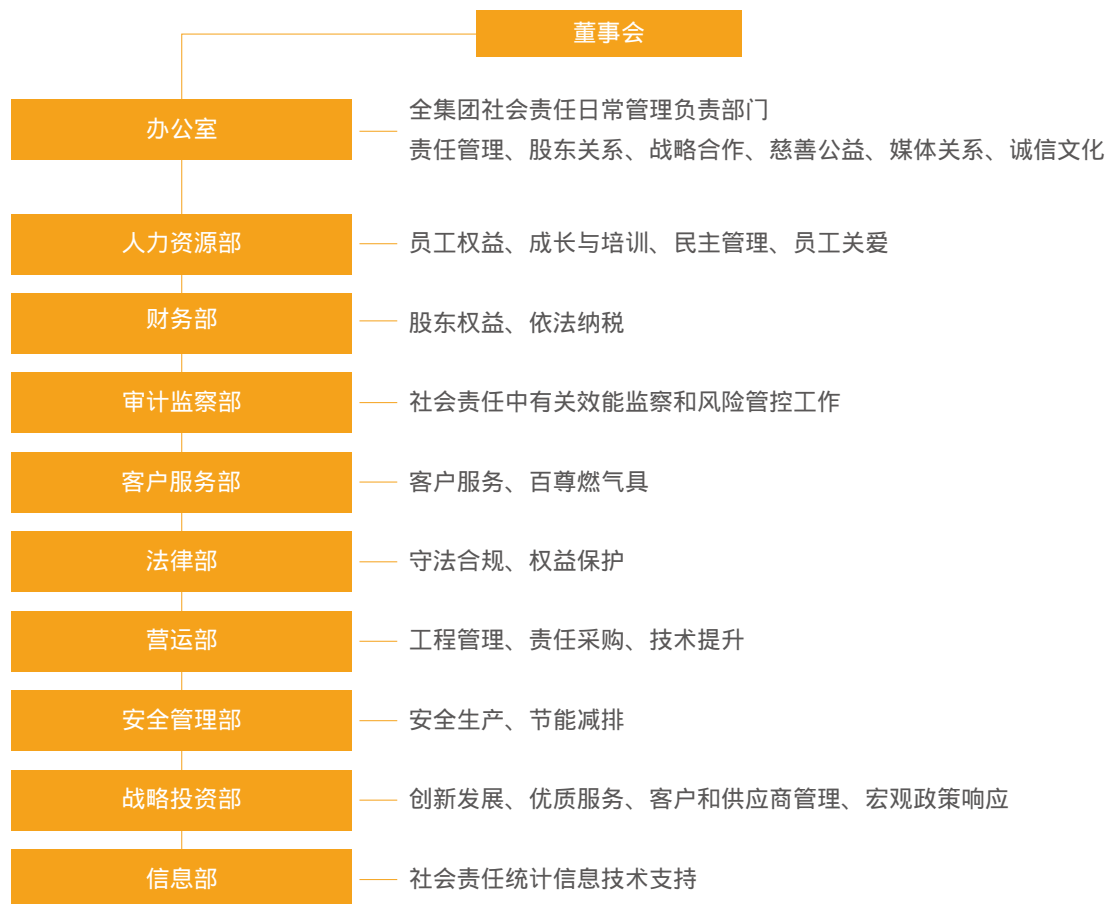 董事会
办公室
全集团社会责任日常管理负责部门
责任管理、股东关系、战略合作、慈善公益、媒体关系、诚信文化
人力资源部
员工权益、成长与培训、民主管理、员工关爱
财务部
股东权益、依法纳税
审计监察部
社会责任中有关效能监察和风险管控工作
客户服务部
客户服务、百尊燃气具
法律部
守法合规、权益保护
营运部
工程管理、责任采购、技术提升
安全管理部
安全生产、节能减排
战略投资部
创新发展、优质服务、客户和供应商管理、宏观政策响应
信息部
社会责任统计信息技术支持